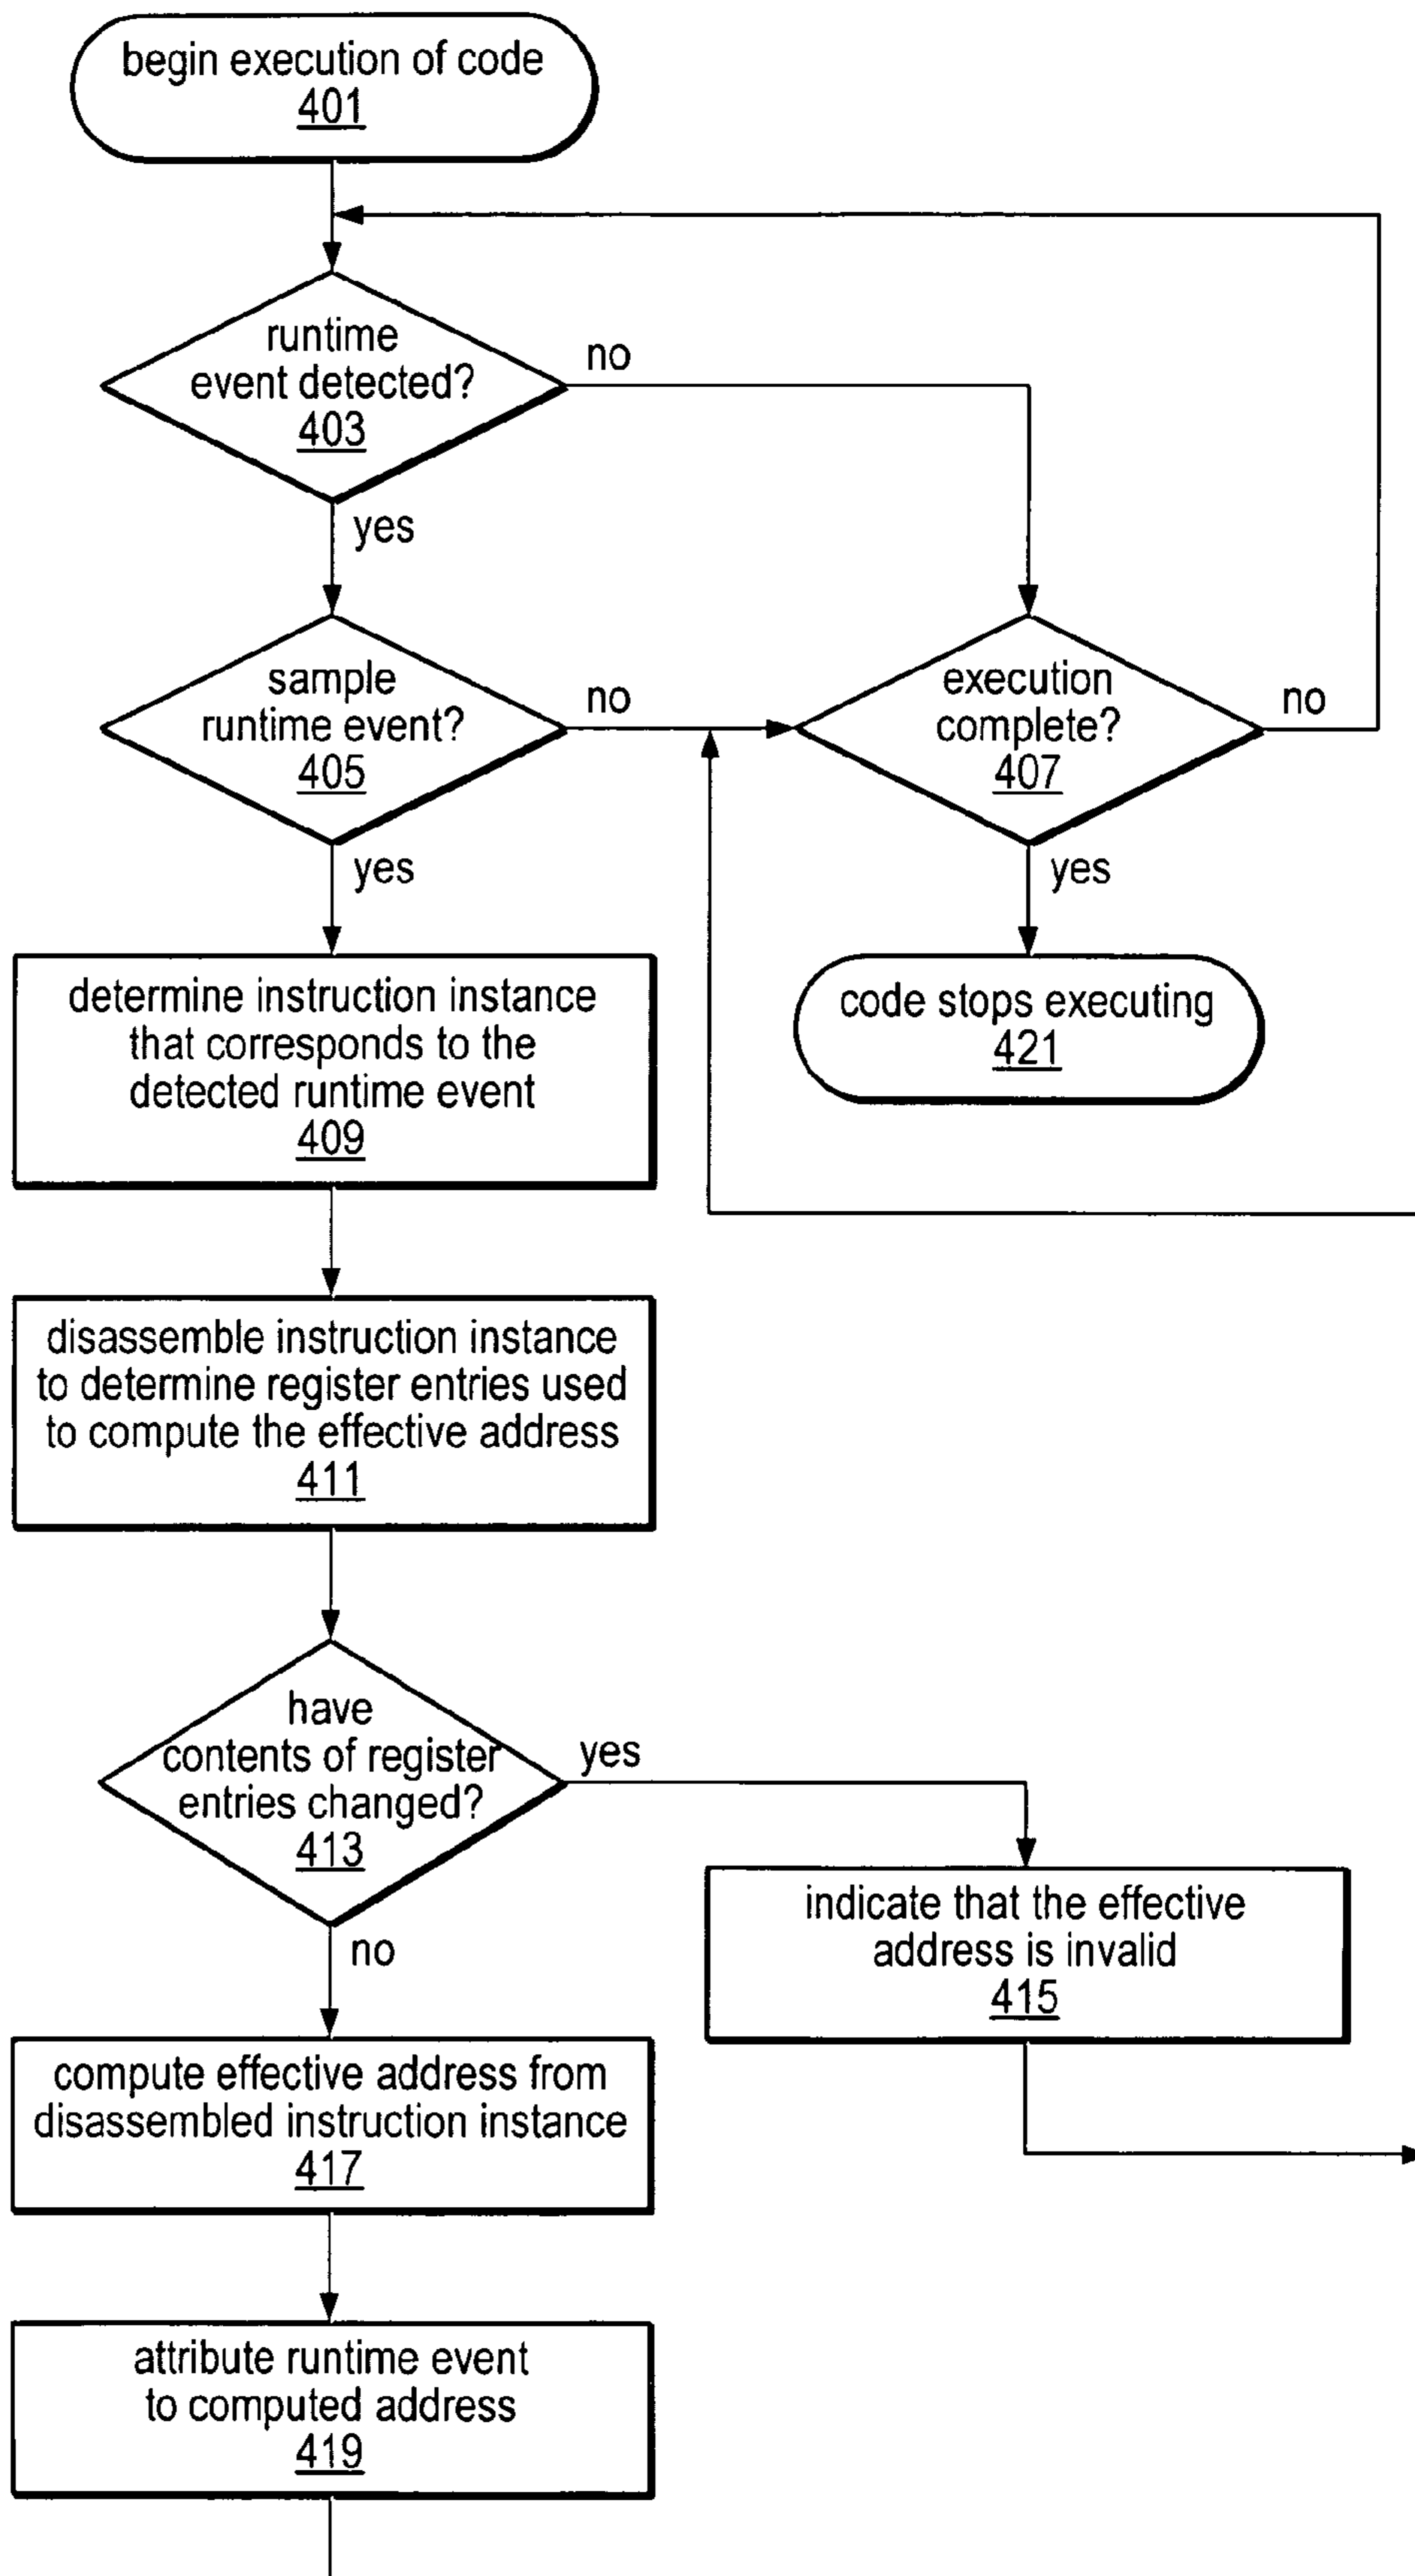 begin execution of code
401
runtime
event detected?
403
no
yes
sample
runtime event?
405
no
yes
execution
complete?
407
no
yes
determine instruction instance
that corresponds to the
detected runtime event
409
code stops executing
421
disassemble instruction instance
to determine register entries used
to compute the effective address
411
have
contents of register
entries changed?
413
yes
no
indicate that the effective
address is invalid
415
compute effective address from
disassembled instruction instance
417
attribute runtime event
to computed address
419